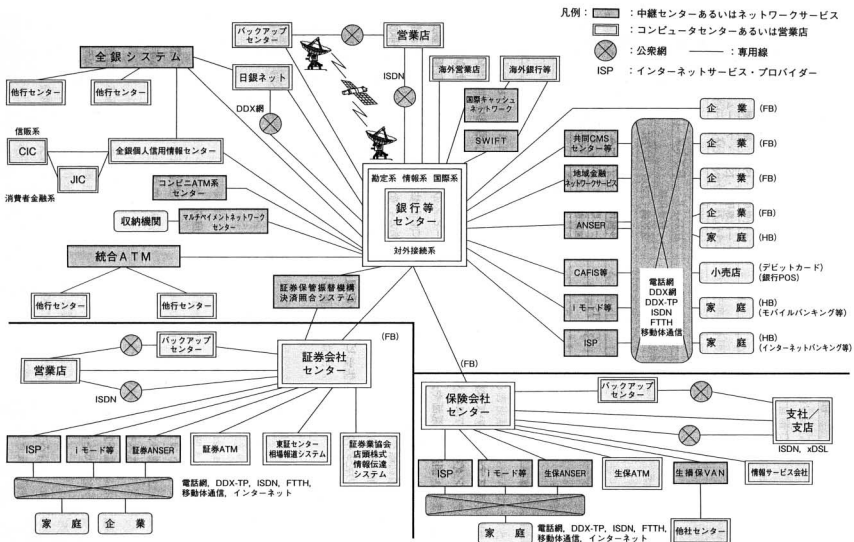 凡例：
：中継センターあるいはネットワークサービス
：コンピュータセンターあるいは営業店
：公衆網
：専用線
ISP：インターネットサービス・プロバイダー
バックアップ
センター
営業店
ISDN
全銀システム
他行センター
他行センター
日銀ネット
DDX網
信販系
CIC
JIC
消費者金融系
全銀個人信用情報センター
コンビニATM系
センター
収納機関
マルチペイメントネットワーク
センター
統合ATM
他行センター
他行センター
海外営業店
海外銀行等
国際キャッシュ
ネットワーク
SWIFT
勘定系 情報系 国際系
銀行等
センター
対外接続系
共同CMS
センター等
地域金融
ネットワークサービス
ANSER
CAFIS等
iモード等
ISP
電話網
DDX網
DDX-TP
ISDN
FTTH
移動体通信
企業
(FB)
企業
(FB)
企業
(FB)
企業
(FB)
家庭
(HB)
小売店
(デビットカード)
(銀行POS)
家庭
(HB)
(モバイルバンキング等)
家庭
(HB)
(インターネットバンキング等)
証券保管振替機構
決済照合システム
(FB)
バックアップ
センター
営業店
ISDN
証券会社
センター
ISP
iモード等
証券ANSER
証券ATM
東証センター
相場報道システム
証券業協会
店頭株式
情報伝達
システム
電話網, DDX-TP, ISDN, FTTH,
移動体通信, インターネット
家庭
企業
(FB)
保険会社
センター
バックアップ
センター
支社／
支店
ISDN, xDSL
ISP
iモード等
生保ANSER
生保ATM
生損保VAN
情報サービス会社
他社センター
家庭
電話網, DDX-TP, ISDN, FTTH,
移動体通信, インターネット